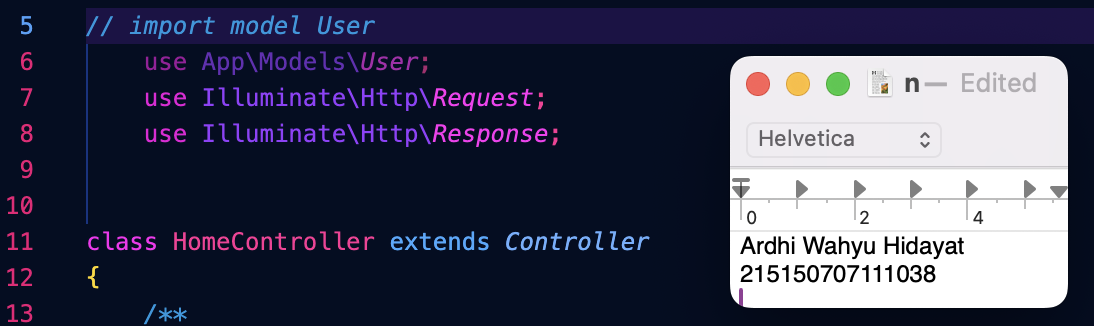 5 // import model User
6 use App\Models\User;
7 use Illuminate\Http\Request;
8 use Illuminate\Http\Response;
9
10
11 class HomeController extends Controller
12 {
13 /**
n — Edited
Helvetica
0 2 4
Ardhi Wahyu Hidayat
215150707111038